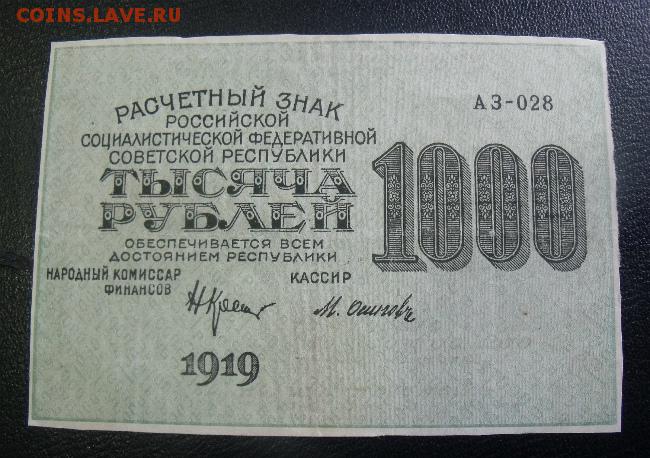 COINS.LAVE.RU
РАСЧЕТНЫЙ ЗНАК
РОССИЙСКОЙ
СОЦИАЛИСТИЧЕСКОЙ ФЕДЕРАТИВНОЙ
СОВЕТСКОЙ РЕСПУБЛИКИ
ТЫСЯЧА
РУБЛЕЙ
ОБЕСПЕЧИВАЕТСЯ ВСЕМ
ДОСТОЯНИЕМ РЕСПУБЛИКИ
НАРОДНЫЙ КОМИССАР
ФИНАНСОВ
КАССИР
М. Осипов
1919
АЗ-028
1000